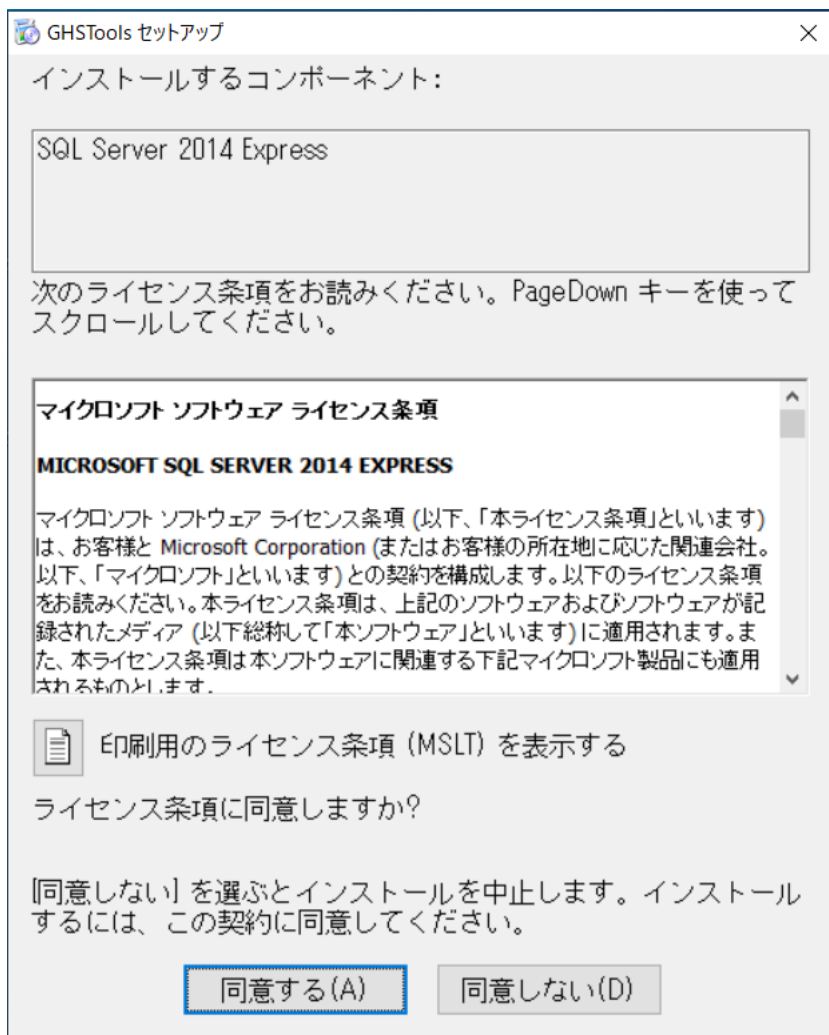 GHSTools セットアップ
インストールするコンポーネント:
SQL Server 2014 Express
次のライセンス条項をお読みください。PageDown キーを使って
スクロールしてください。
マイクロソフト ソフトウェア ライセンス条項
MICROSOFT SQL SERVER 2014 EXPRESS
マイクロソフト ソフトウェア ライセンス条項 (以下、「本ライセンス条項」といいます)
は、お客様と Microsoft Corporation (またはお客様の所在地に応じた関連会社。
以下、「マイクロソフト」といいます) との契約を構成します。以下のライセンス条項
をお読みください。本ライセンス条項は、上記のソフトウェアおよびソフトウェアが記
録されたメディア (以下総称して「本ソフトウェア」といいます) に適用されます。ま
た、本ライセンス条項は本ソフトウェアに関連する下記マイクロソフト製品にも適用
されるものとします。
印刷用のライセンス条項 (MSLT) を表示する
ライセンス条項に同意しますか?
[同意しない] を選ぶとインストールを中止します。インストール
するには、この契約に同意してください。
同意する(A)
同意しない(D)